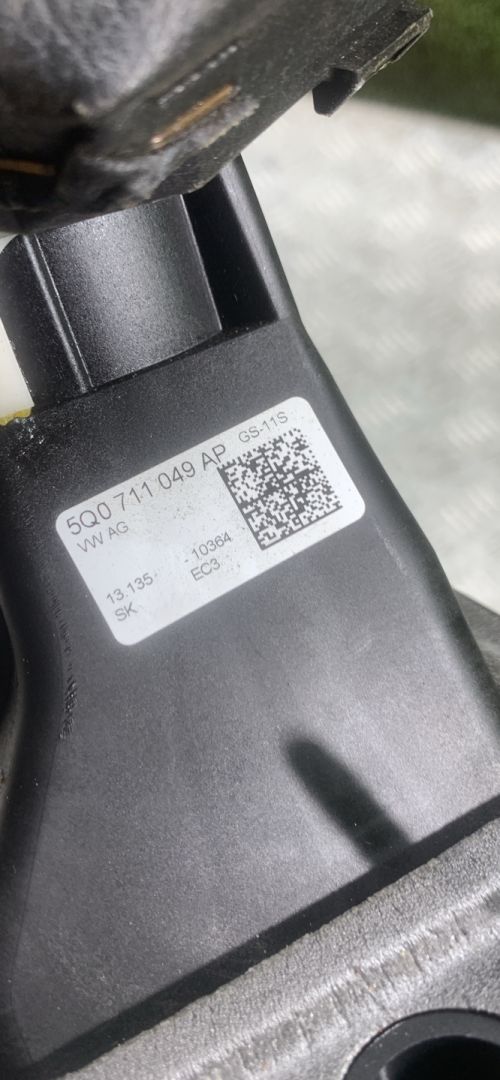 5Q0 711 049 AP GS-11S
VW AG
13.135 - 10364
SK EC3